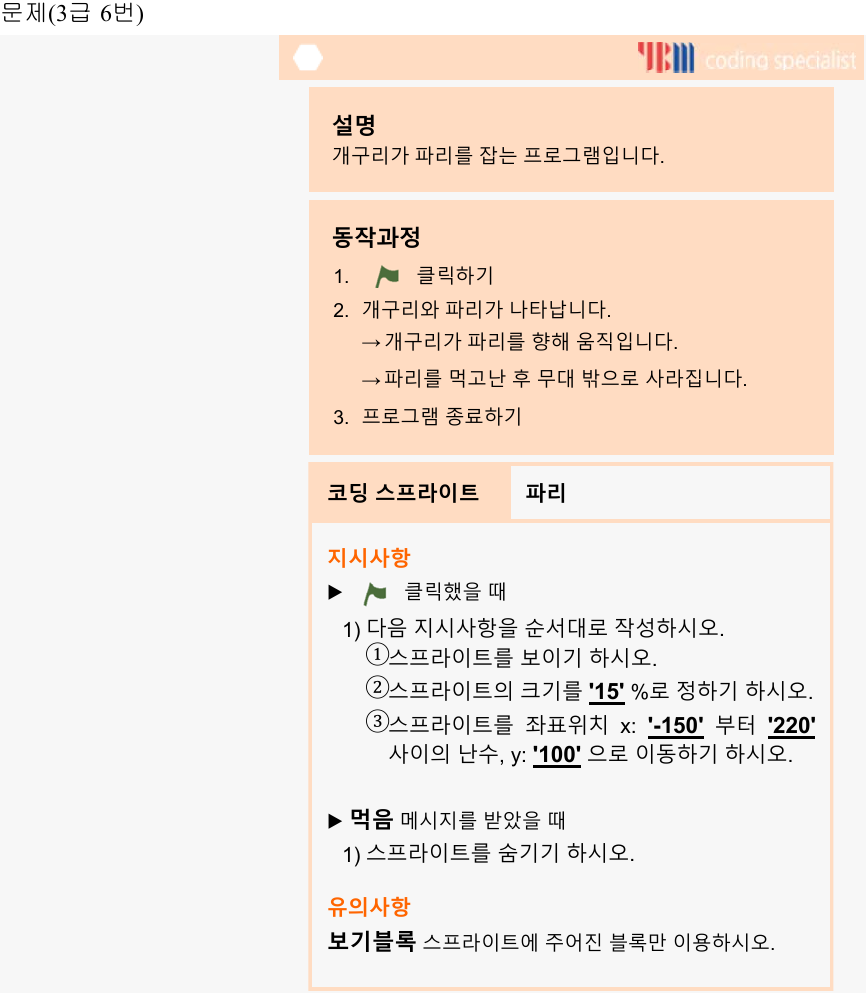 문제(3급 6번)
YBM coding specialist
설명
개구리가 파리를 잡는 프로그램입니다.
동작과정
1. 클릭하기
2. 개구리와 파리가 나타납니다.
→개구리가 파리를 향해 움직입니다.
→파리를 먹고난 후 무대 밖으로 사라집니다.
3. 프로그램 종료하기
코딩 스프라이트 파리
지시사항
▶ 클릭했을 때
1) 다음 지시사항을 순서대로 작성하시오.
①스프라이트를 보이기 하시오.
②스프라이트의 크기를 '15' %로 정하기 하시오.
③스프라이트를 좌표위치 x: '-150' 부터 '220'
사이의 난수, y: '100' 으로 이동하기 하시오.
▶ 먹음 메시지를 받았을 때
1) 스프라이트를 숨기기 하시오.
유의사항
보기블록 스프라이트에 주어진 블록만 이용하시오.